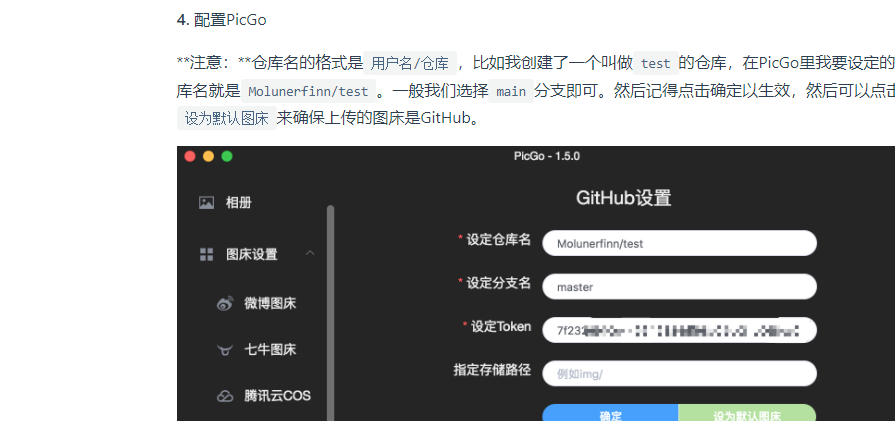 4. 配置PicGo
**注意：**仓库名的格式是 用户名/仓库 ，比如我创建了一个叫做 test 的仓库，在PicGo里我要设定的
库名就是 Molunerfinn/test 。一般我们选择 main 分支即可。然后记得点击确定以生效，然后可以点击
设为默认图床 来确保上传的图床是GitHub。
PicGo - 1.5.0
GitHub设置
相册
* 设定仓库名 Molunerfinn/test
图床设置
* 设定分支名 master
微博图床
* 设定Token 7f232
七牛图床
指定存储路径 例如img/
腾讯云COS
确定 设为默认图床